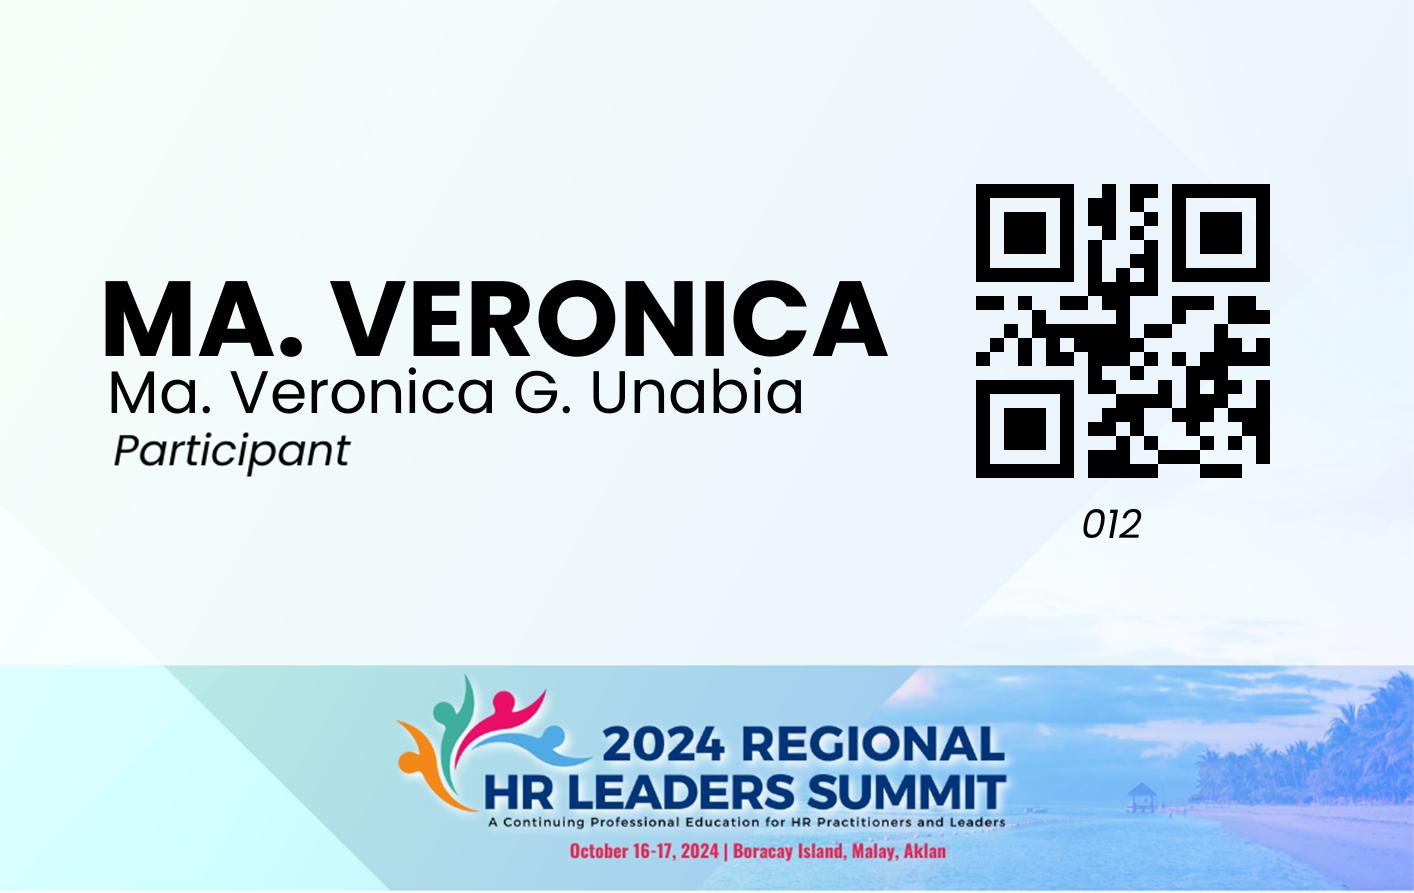 MA. VERONICA
Ma. Veronica G. Unabia
Participant
012
2024 REGIONAL
HR LEADERS SUMMIT
A Continuing Professional Education for HR Practitioners and Leaders
October 16-17, 2024 | Boracay Island, Malay, Aklan